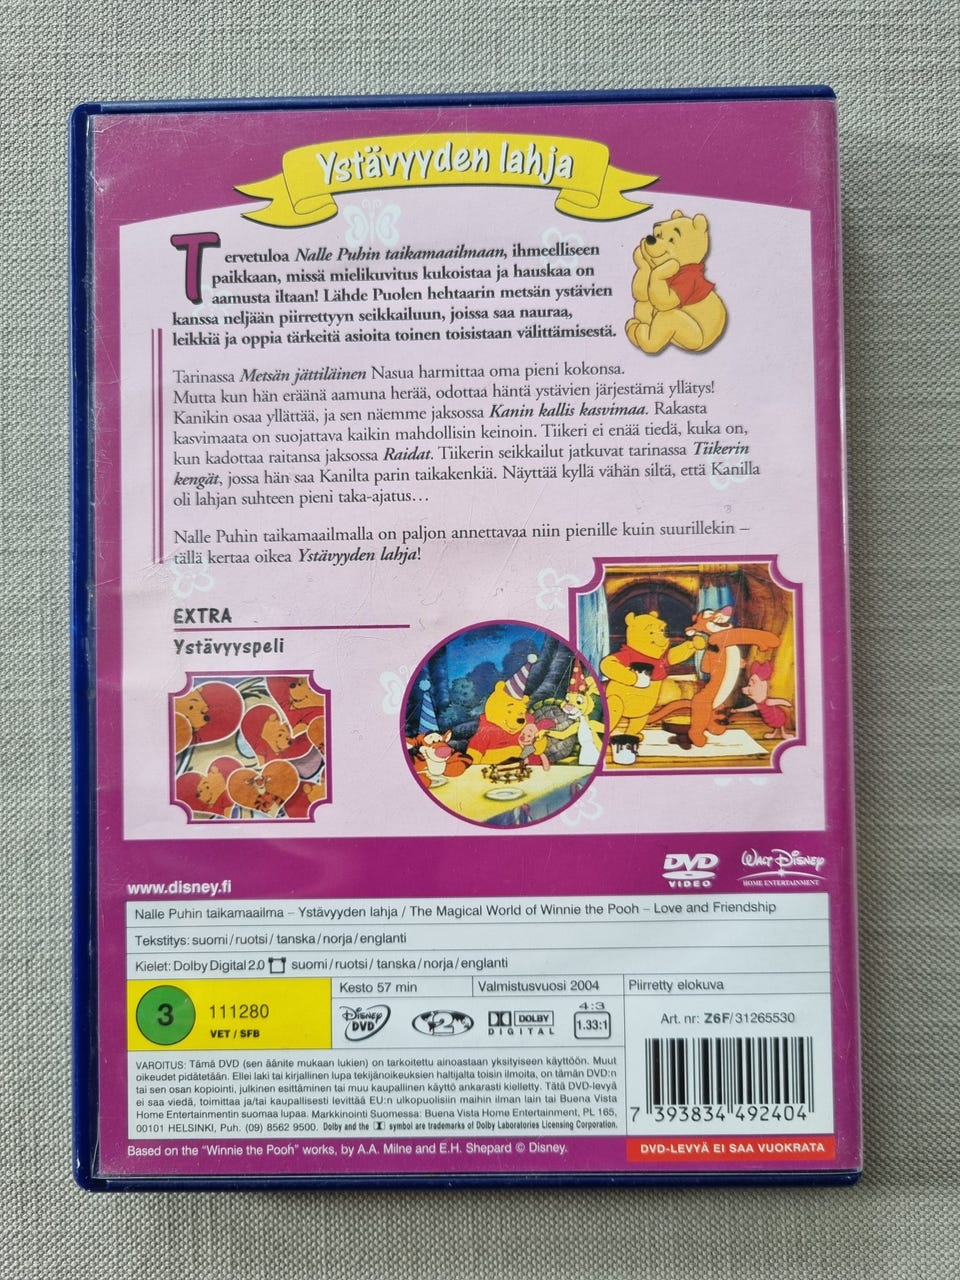 Ystävyyden lahja
Tervetuloa Nalle Puhin taikamaailmaan, ihmeelliseen
paikkaan, missä mielikuvitus kukoistaa ja hauskaa on
aamusta iltaan! Lähde Puolen hehtaarin metsän ystävien
kanssa neljään piirrettyyn seikkailuun, joissa saa nauraa,
leikkiä ja oppia tärkeitä asioita toinen toisistaan välittämisestä.
Tarinassa Metsän jättiläinen Nasua harmittaa oma pieni kokonsa.
Mutta kun hän eräänä aamuna herää, odottaa häntä ystävien järjestämä yllätys!
Kanikin osaa yllättää, ja sen näemme jaksossa Kanin kallis kasvimaa. Rakasta
kasvimaata on suojattava kaikin mahdollisin keinoin. Tiikeri ei enää tiedä, kuka on,
kun kadottaa raitansa jaksossa Raidat. Tiikerin seikkailut jatkuvat tarinassa Tiikerin
kengät, jossa hän saa Kanilta parin taikakenkiä. Näyttää kyllä vähän siltä, että Kanilla
oli lahjan suhteen pieni taka-ajatus...
Nalle Puhin taikamaailmalla on paljon annettavaa niin pienille kuin suurillekin –
tällä kertaa oikea Ystävyyden lahja!
EXTRA
Ystävyyspeli
www.disney.fi
DVD VIDEO
WALT DISNEY HOME ENTERTAINMENT
Nalle Puhin taikamaailma – Ystävyyden lahja / The Magical World of Winnie the Pooh – Love and Friendship
Tekstitys: suomi/ruotsi/tanska/norja/englanti
Kielet: Dolby Digital 2.0 suomi/ruotsi/tanska/norja/englanti
3 111280
VET / SFB
Kesto 57 min
Valmistusvuosi 2004
Piirretty elokuva
DISNEY DVD
2
DOLBY DIGITAL
4:3
1.33:1
Art. nr: Z6F/31265530
VAROITUS: Tämä DVD (sen äänite mukaan lukien) on tarkoitettu ainoastaan yksityiseen käyttöön. Muut
oikeudet pidätetään. Ellei laki tai kirjallinen lupa tekijänoikeuksien haltijalta toisin ilmoita, on tämän DVD:n
tai sen osan kopiointi, julkinen esittäminen tai muu kaupallinen käyttö ankarasti kielletty. Tätä DVD-levyä
ei saa viedä, toimittaa ja/tai kaupallisesti levittää EU:n ulkopuolisiin maihin ilman lain tai Buena Vista
Home Entertainmentin suomaa lupaa. Markkinointi Suomessa: Buena Vista Home Entertainment, PL 165,
00101 HELSINKI, Puh. (09) 8562 9500. Dolby and the symbol are trademarks of Dolby Laboratories Licensing Corporation.
7 393834 492404
Based on the "Winnie the Pooh" works, by A.A. Milne and E.H. Shepard © Disney.
DVD-LEVYÄ EI SAA VUOKRATA